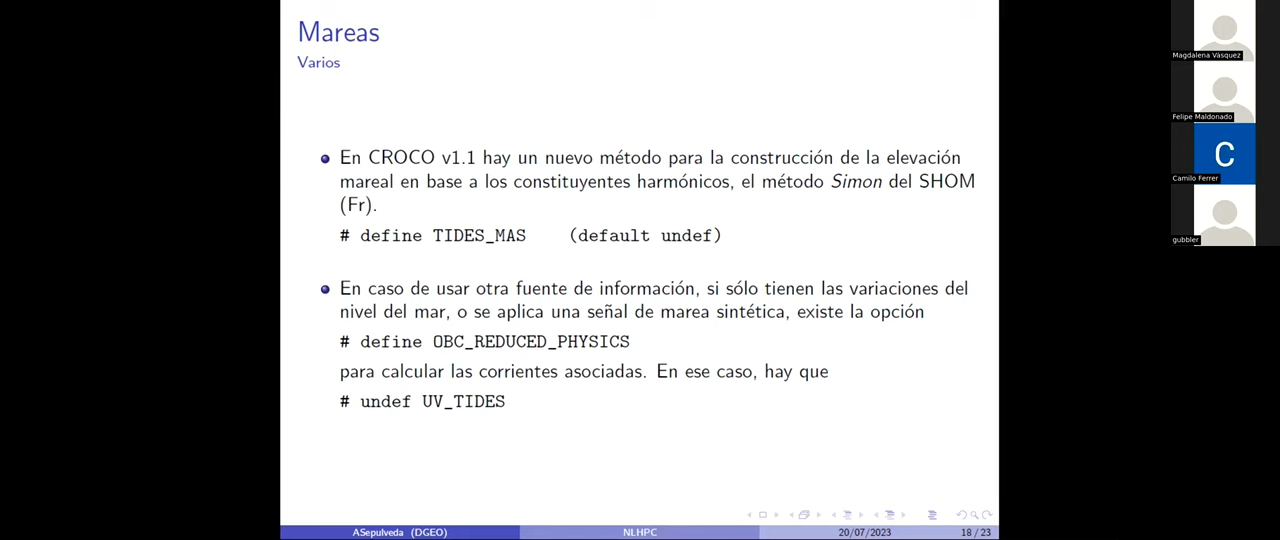 Mareas
Varios
En CROCO v1.1 hay un nuevo método para la construcción de la elevación
mareal en base a los constituyentes harmónicos, el método Simon del SHOM
(Fr).
# define TIDES_MAS (default undef)
En caso de usar otra fuente de información, si sólo tienen las variaciones del
nivel del mar, o se aplica una señal de marea sintética, existe la opción
# define OBC_REDUCED_PHYSICS
para calcular las corrientes asociadas. En ese caso, hay que
# undef UV_TIDES
ASepulveda (DGEO) NLHPC 20/07/2023 18 / 23
Magdalena Vásquez
Felipe Maldonado
C
Camilo Ferrer
gubbler